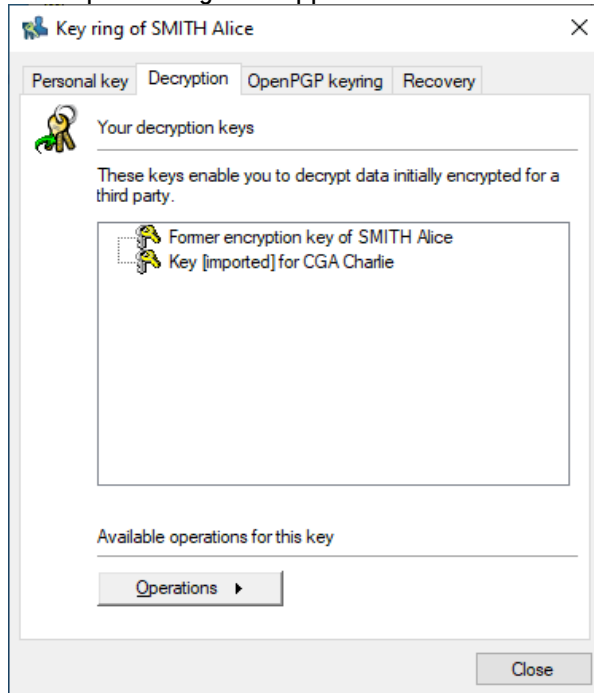 Key ring of SMITH Alice
Personal key Decryption OpenPGP keyring Recovery
Your decryption keys
These keys enable you to decrypt data initially encrypted for a
third party.
Former encryption key of SMITH Alice
Key [imported] for CGA Charlie
Available operations for this key
Operations
Close